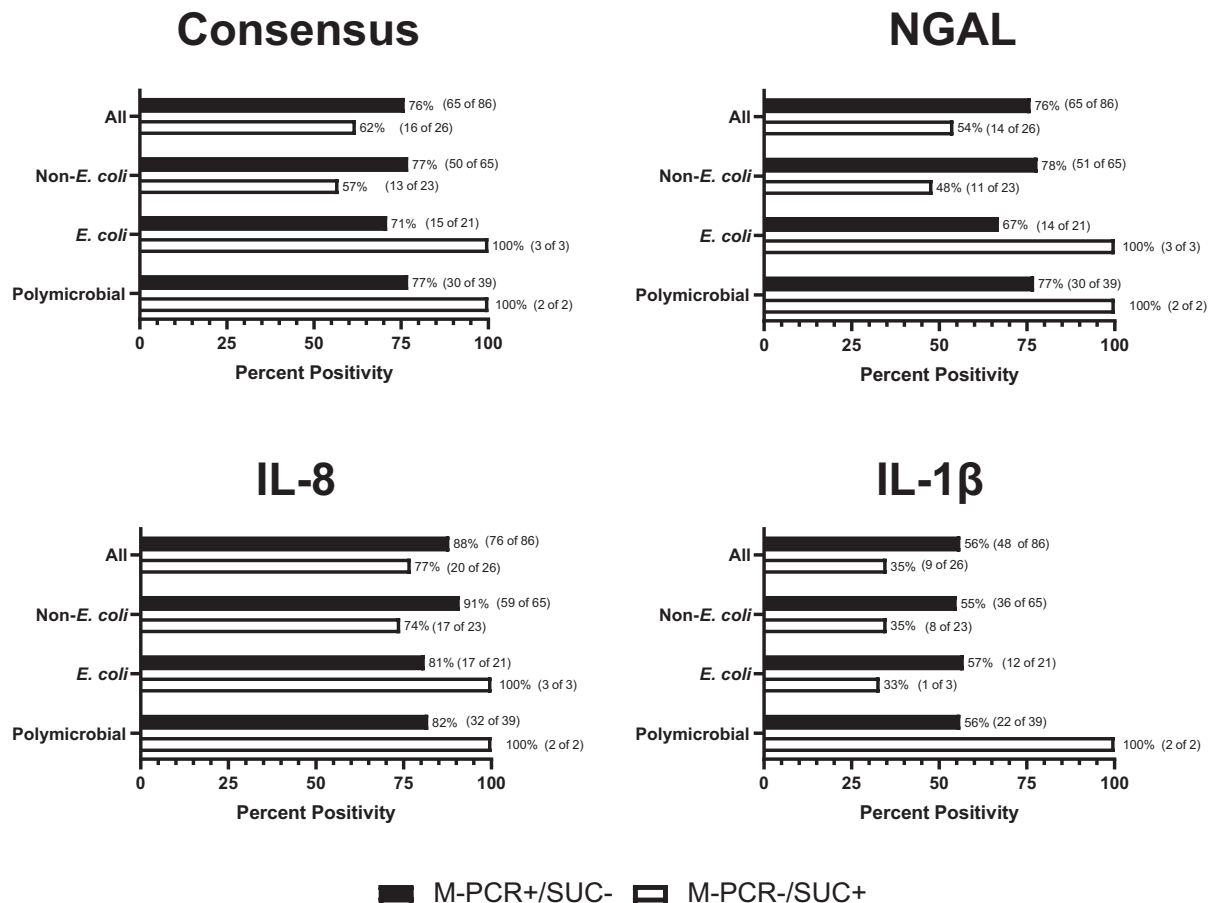 Consensus
All
76% (65 of 86)
62% (16 of 26)
Non-E. coli
77% (50 of 65)
57% (13 of 23)
E. coli
71% (15 of 21)
100% (3 of 3)
Polymicrobial
77% (30 of 39)
100% (2 of 2)
0 25 50 75 100
Percent Positivity
NGAL
All
76% (65 of 86)
54% (14 of 26)
Non-E. coli
78% (51 of 65)
48% (11 of 23)
E. coli
67% (14 of 21)
100% (3 of 3)
Polymicrobial
77% (30 of 39)
100% (2 of 2)
0 25 50 75 100
Percent Positivity
IL-8
All
88% (76 of 86)
77% (20 of 26)
Non-E. coli
91% (59 of 65)
74% (17 of 23)
E. coli
81% (17 of 21)
100% (3 of 3)
Polymicrobial
82% (32 of 39)
100% (2 of 2)
0 25 50 75 100
Percent Positivity
IL-1β
All
56% (48 of 86)
35% (9 of 26)
Non-E. coli
55% (36 of 65)
35% (8 of 23)
E. coli
57% (12 of 21)
33% (1 of 3)
Polymicrobial
56% (22 of 39)
100% (2 of 2)
0 25 50 75 100
Percent Positivity
M-PCR+/SUC- M-PCR-/SUC+